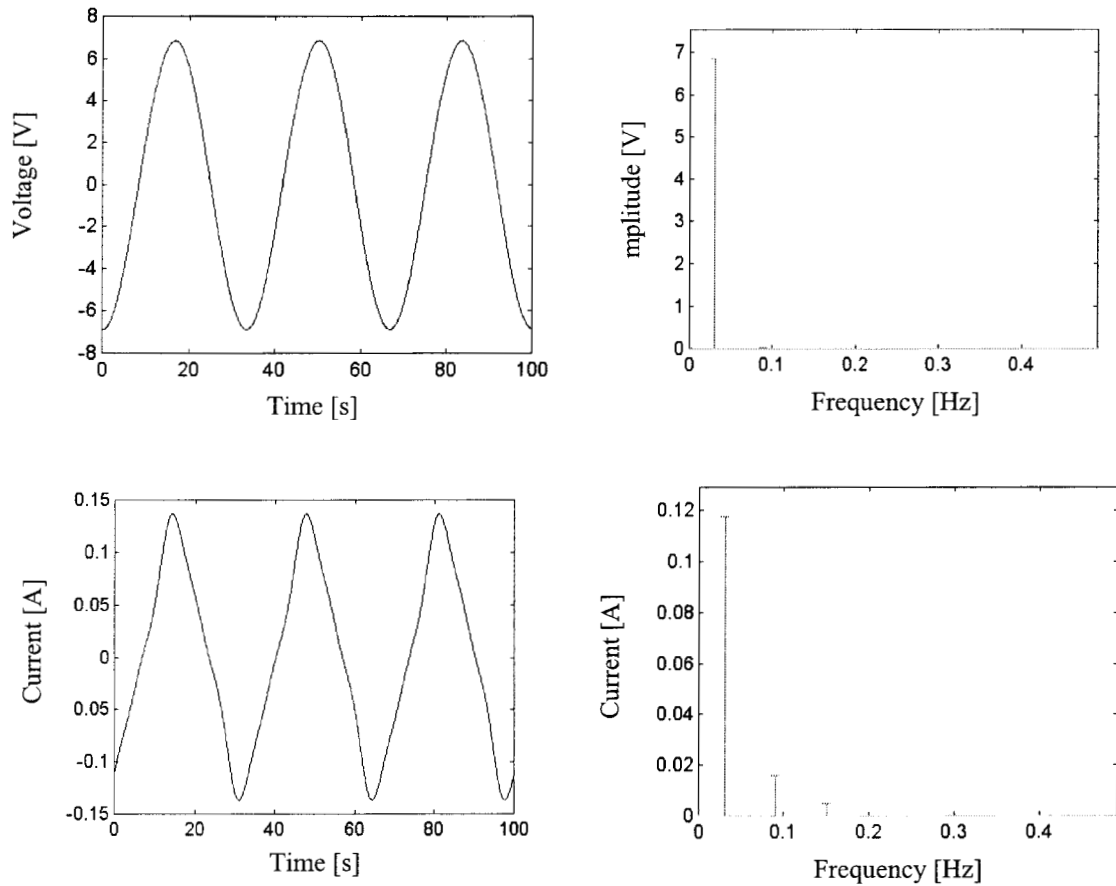 8
6
4
2
0
-2
-4
-6
-8
Voltage [V]
0 20 40 60 80 100
Time [s]
7
6
5
4
3
2
1
0
mplitude [V]
0 0.1 0.2 0.3 0.4
Frequency [Hz]
0.15
0.1
0.05
0
0.05
-0.1
-0.15
Current [A]
0 20 40 60 80 100
Time [s]
0.12
0.1
0.08
0.06
0.04
0.02
0
Current [A]
0 0.1 0.2 0.3 0.4
Frequency [Hz]